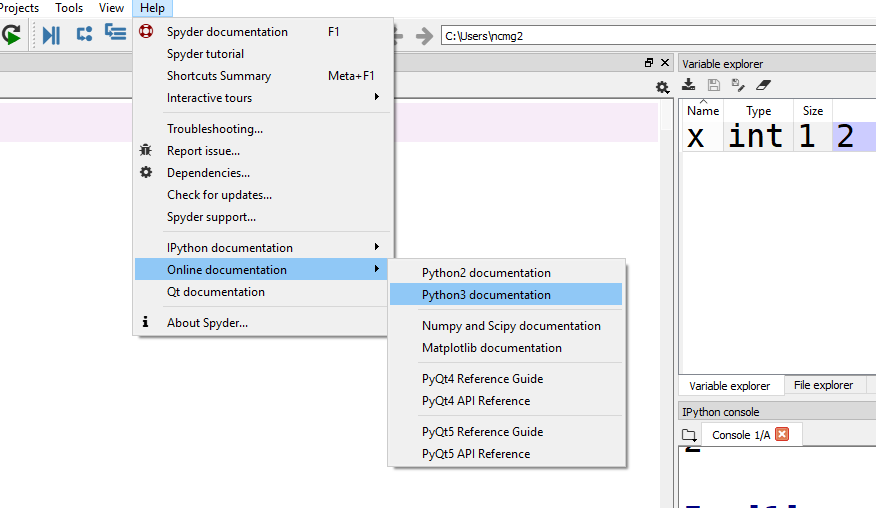 Projects Tools View Help
C:\Users\ncmg2
Spyder documentation F1
Spyder tutorial
Shortcuts Summary Meta+F1
Interactive tours
Troubleshooting...
Report issue...
Dependencies...
Check for updates...
Spyder support...
IPython documentation
Online documentation
Qt documentation
About Spyder...
Python2 documentation
Python3 documentation
Numpy and Scipy documentation
Matplotlib documentation
PyQt4 Reference Guide
PyQt4 API Reference
PyQt5 Reference Guide
PyQt5 API Reference
Variable explorer
Name Type Size
x int 1 2
Variable explorer File explorer
IPython console
Console 1/A